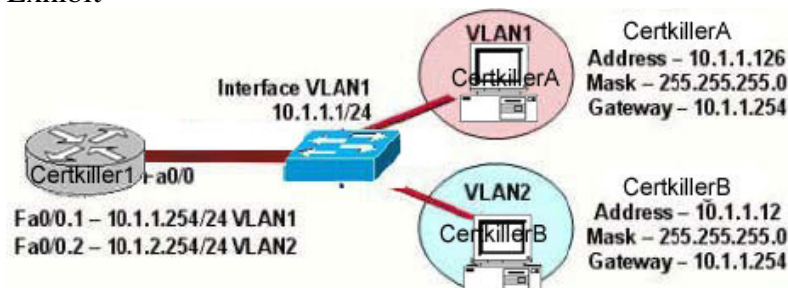 Exhibit
VLAN1
CertkillerA
CertkillerA
Address – 10.1.1.126
Mask – 255.255.255.0
Gateway – 10.1.1.254
Interface VLAN1
10.1.1.1/24
Certkiller1
Fa0/0
Fa0/0.1 – 10.1.1.254/24 VLAN1
Fa0/0.2 – 10.1.2.254/24 VLAN2
VLAN2
CertkillerB
CertkillerB
Address – 10.1.1.12
Mask – 255.255.255.0
Gateway – 10.1.1.254